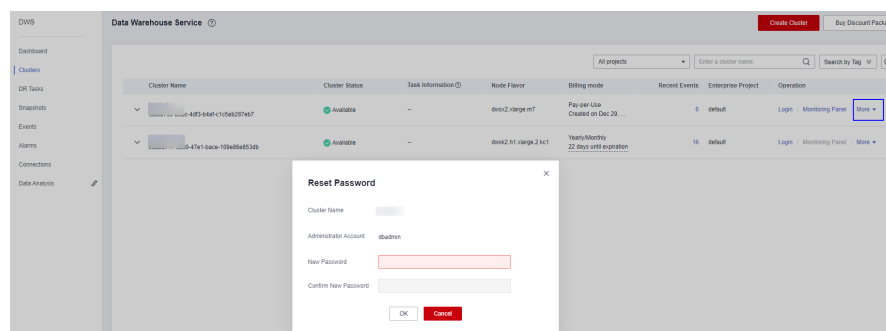 DWS
Data Warehouse Service
Create Cluster
Buy Discount Packa
Dashboard
Clusters
DR Tasks
Snapshots
Events
Alarms
Connections
Data Analysis
All projects
Enter a cluster name.
Search by Tag
Cluster Name Cluster Status Task Information Node Flavor Billing mode Recent Events Enterprise Project Operation
-4df3-b4af-c1c5ab287eb7 Available -- dwsx2.xlarge.m7 Pay-per-Use 6 default Login Monitoring Panel More
Created on Dec 29, ...
-47e1-bace-109e86e853db Available -- dwsk2.h1.xlarge.2.kc1 Yearly/Monthly 16 default Login Monitoring Panel More
22 days until expiration
Reset Password
Cluster Name
Administrator Account dbadmin
New Password
Confirm New Password
OK Cancel